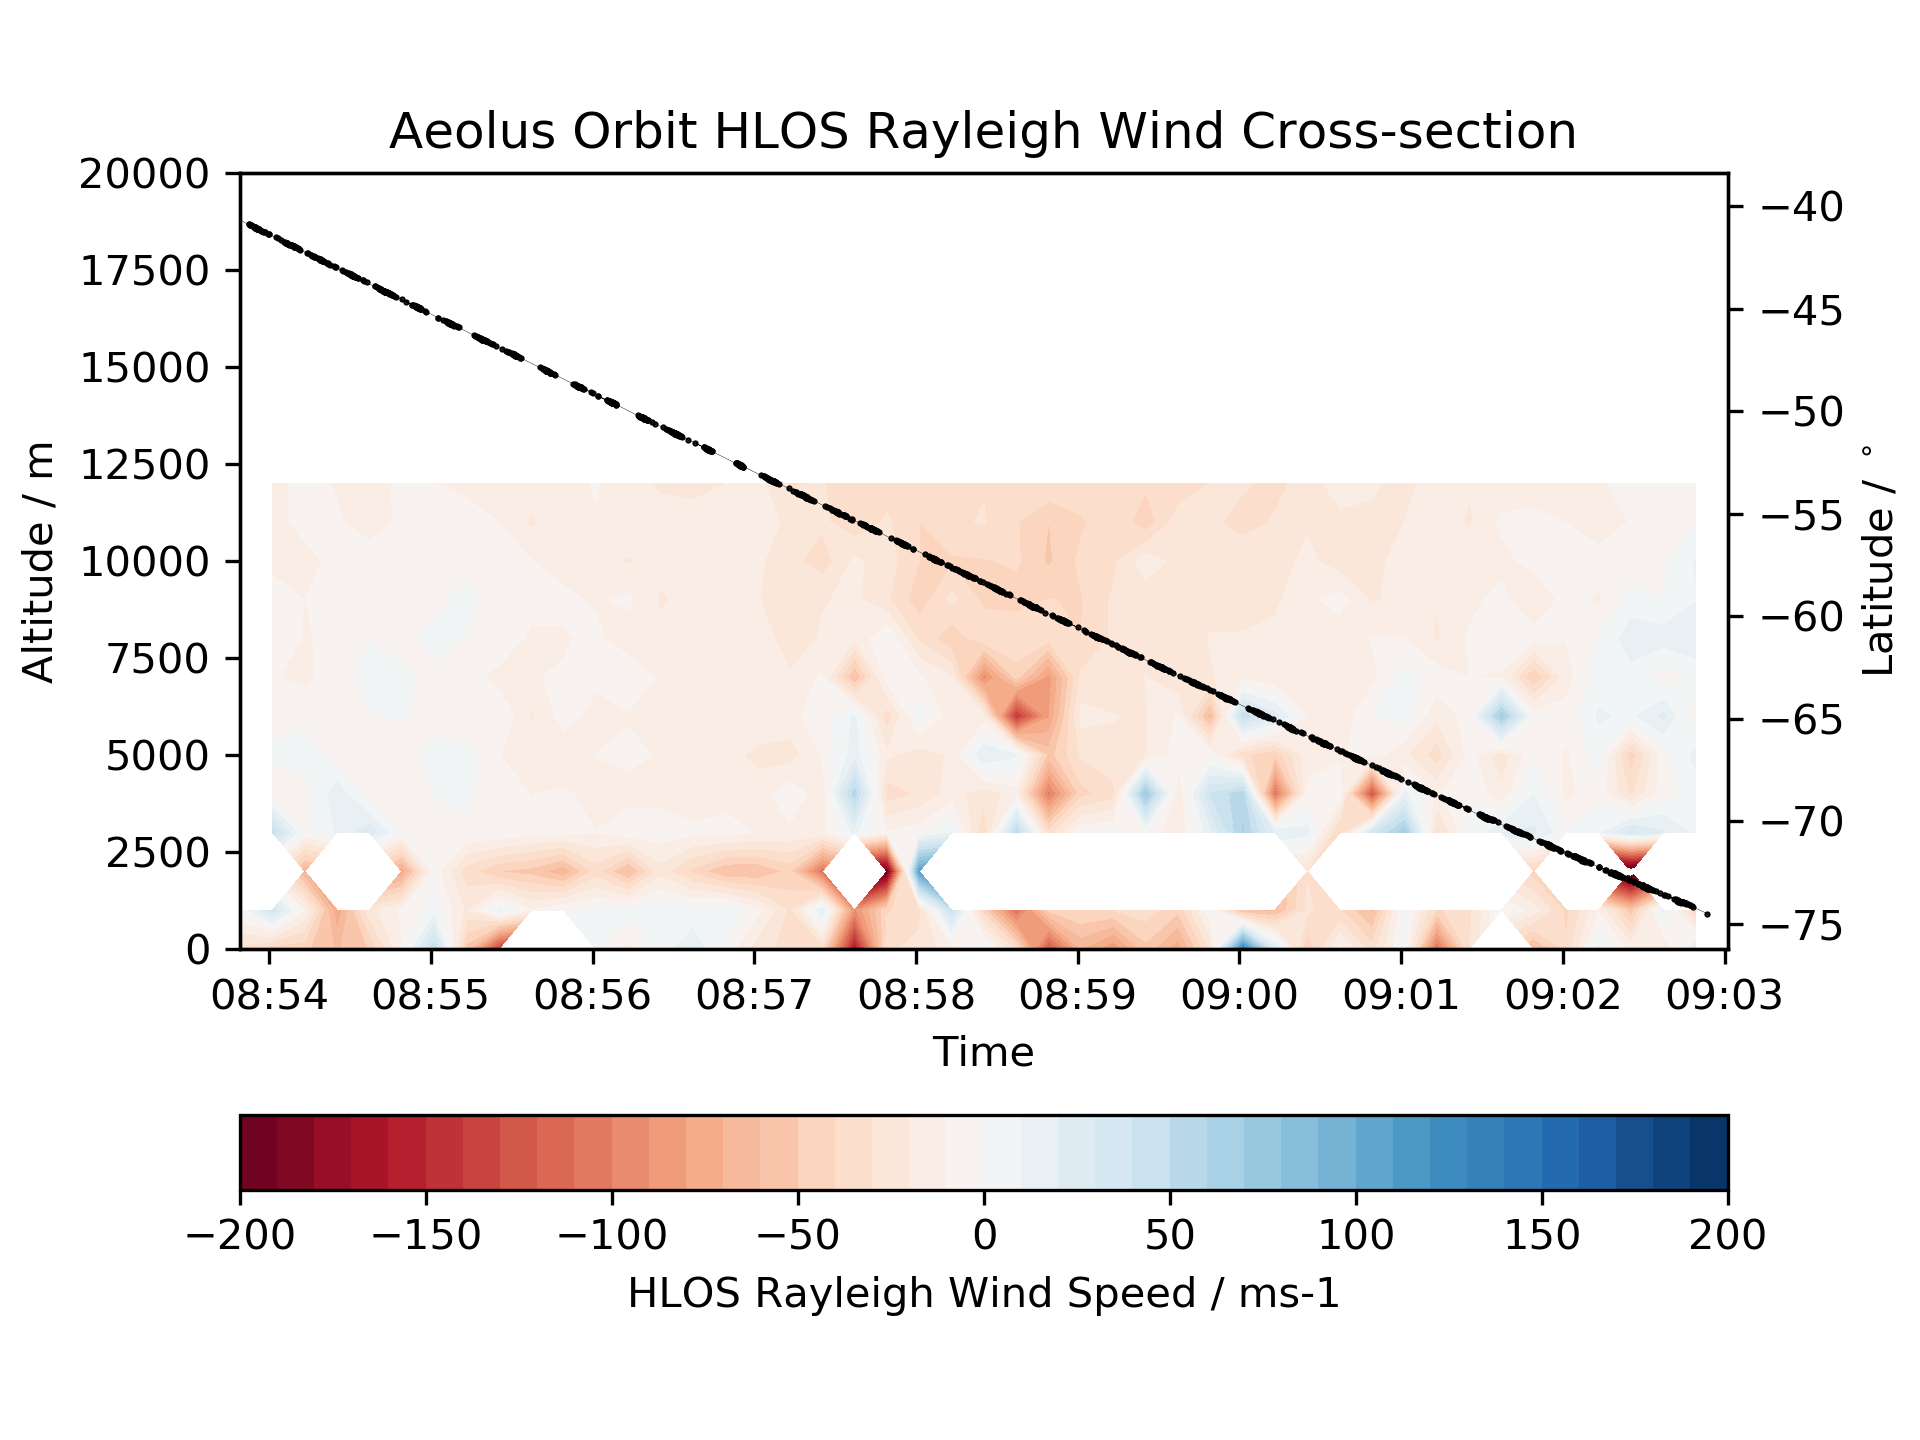 Aeolus Orbit HLOS Rayleigh Wind Cross-section
20000
17500
15000
12500
10000
7500
5000
2500
0
Altitude / m
−40
−45
−50
−55
−60
−65
−70
−75
Latitude / °
08:54 08:55 08:56 08:57 08:58 08:59 09:00 09:01 09:02 09:03
Time
−200 −150 −100 −50 0 50 100 150 200
HLOS Rayleigh Wind Speed / ms-1